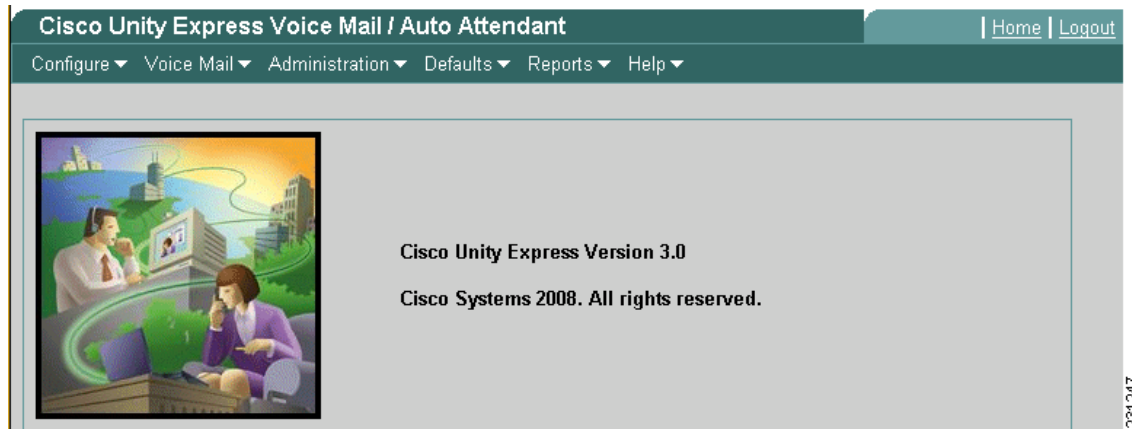 Cisco Unity Express Voice Mail / Auto Attendant
Home Logout
Configure Voice Mail Administration Defaults Reports Help
Cisco Unity Express Version 3.0
Cisco Systems 2008. All rights reserved.